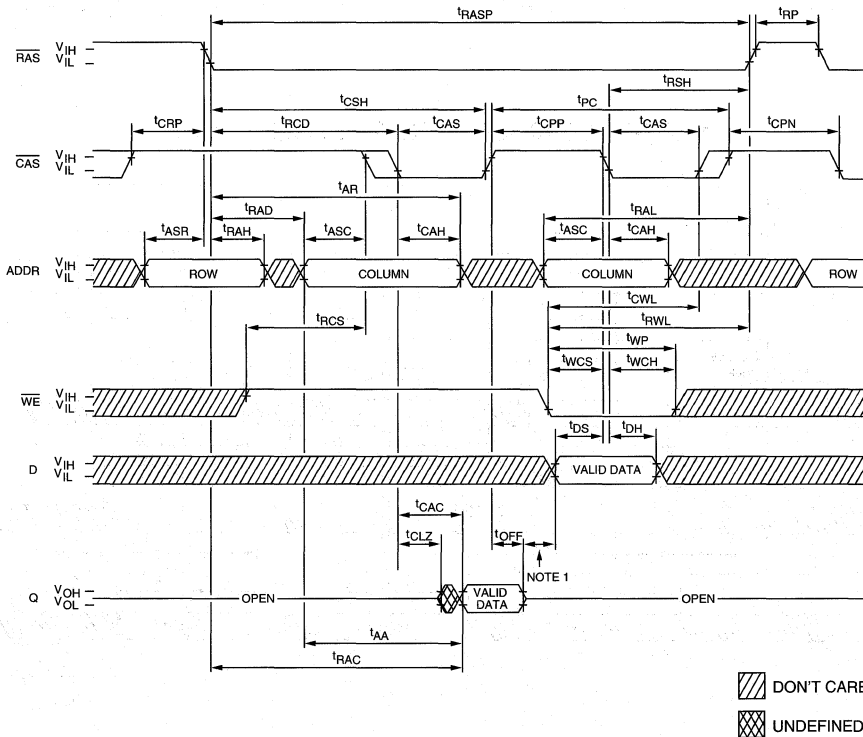 tRASP tRP
RAS VIH
VIL
tRSH
tCSH tPC
tCRP tRCD tCAS tCPP tCAS tCPN
CAS VIH
VIL
tAR
tRAD tRAL
tASR tRAH tASC tCAH tASC tCAH
ADDR VIH
VIL
ROW COLUMN COLUMN ROW
tCWL
tRCS tRWL
tWP
tWCS tWCH
WE VIH
VIL
tDS tDH
D VIH
VIL
VALID DATA
tCAC
tCLZ tOFF
NOTE 1
Q VOH
VOL
OPEN VALID DATA OPEN
tAA
tRAC
DON'T CARE
UNDEFINED